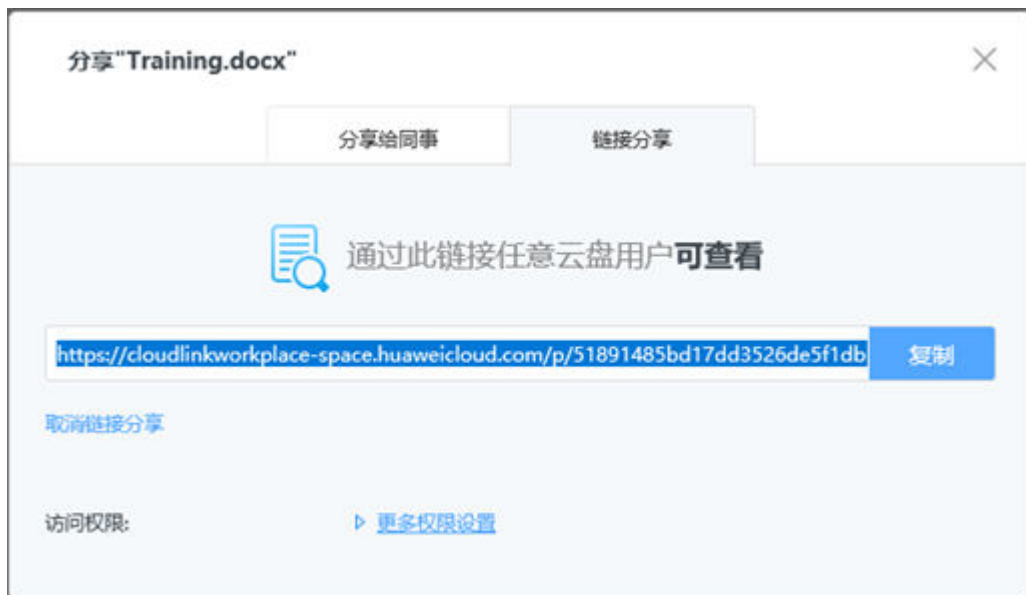 分享"Training.docx"
分享给同事
链接分享
通过此链接任意云盘用户可查看
https://cloudlinkworkplace-space.huaweicloud.com/p/51891485bd17dd3526de5f1db
复制
取消链接分享
访问权限:
更多权限设置